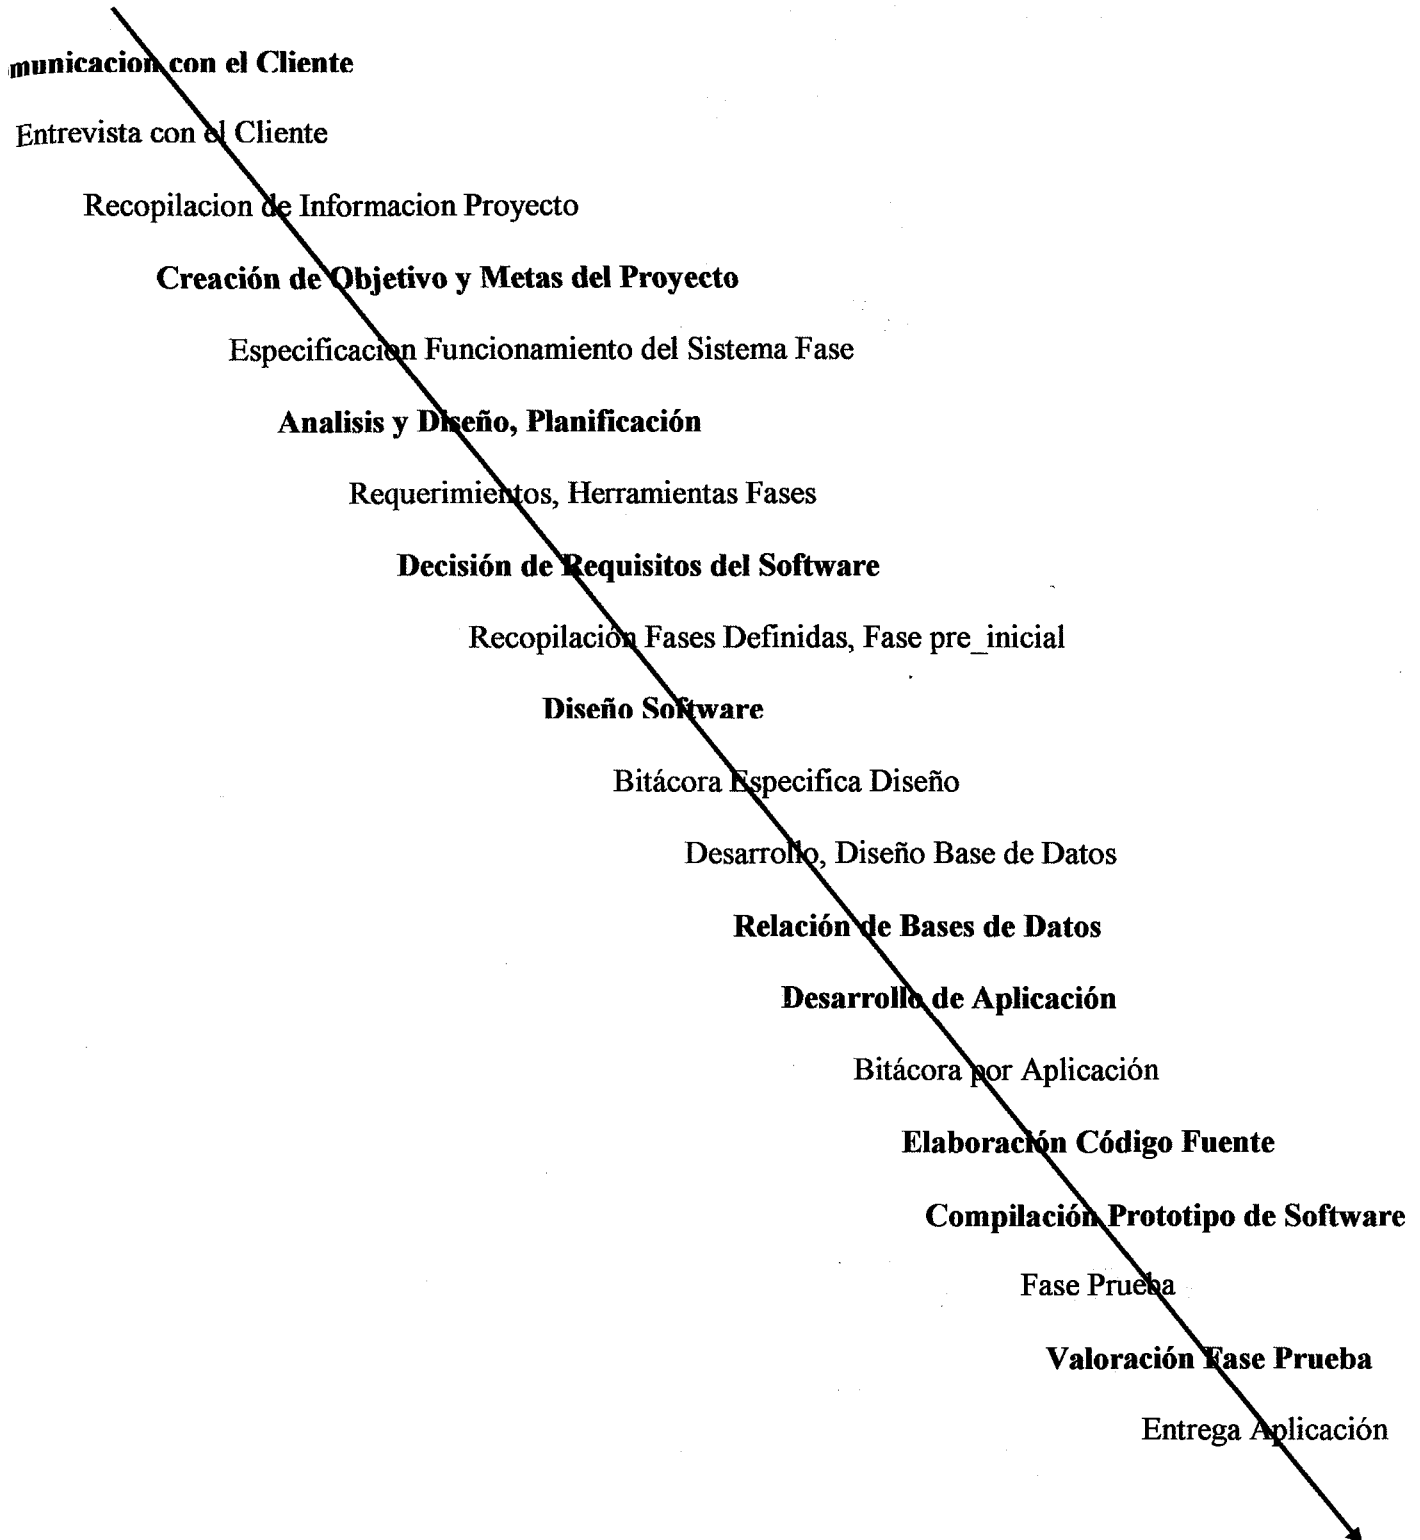 municacion con el Cliente
Entrevista con el Cliente
Recopilacion de Informacion Proyecto
Creación de Objetivo y Metas del Proyecto
Especificacion Funcionamiento del Sistema Fase
Analisis y Diseño, Planificación
Requerimientos, Herramientas Fases
Decisión de Requisitos del Software
Recopilación Fases Definidas, Fase pre_inicial
Diseño Software
Bitácora Especifica Diseño
Desarrollo, Diseño Base de Datos
Relación de Bases de Datos
Desarrollo de Aplicación
Bitácora por Aplicación
Elaboración Código Fuente
Compilación Prototipo de Software
Fase Prueba
Valoración Fase Prueba
Entrega Aplicación